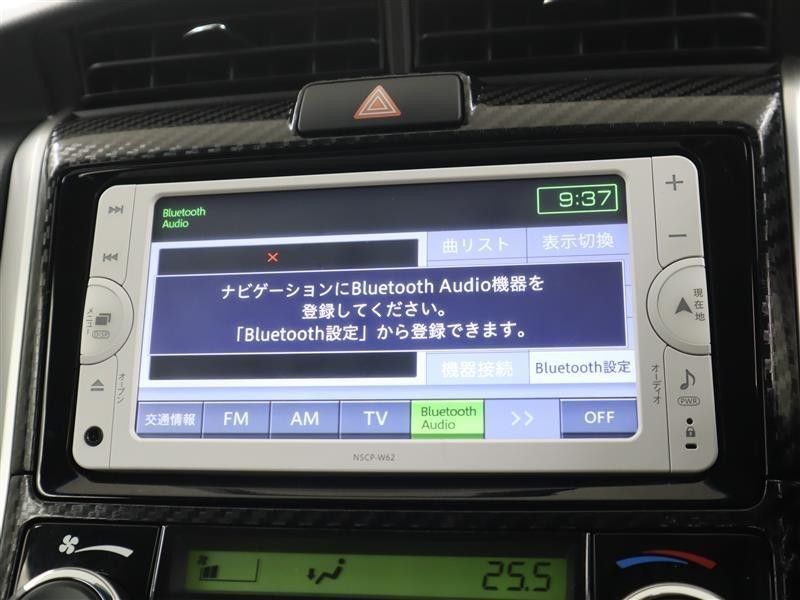 Bluetooth
Audio
9:37
曲リスト
表示切換
ナビゲーションにBluetooth Audio機器を
登録してください。
「Bluetooth設定」から登録できます。
機器接続
Bluetooth設定
交通情報
FM
AM
TV
Bluetooth
Audio
>>
OFF
メニュー
DISP
オープン
現在地
オーディオ
PWR
NSCP-W62
25.5